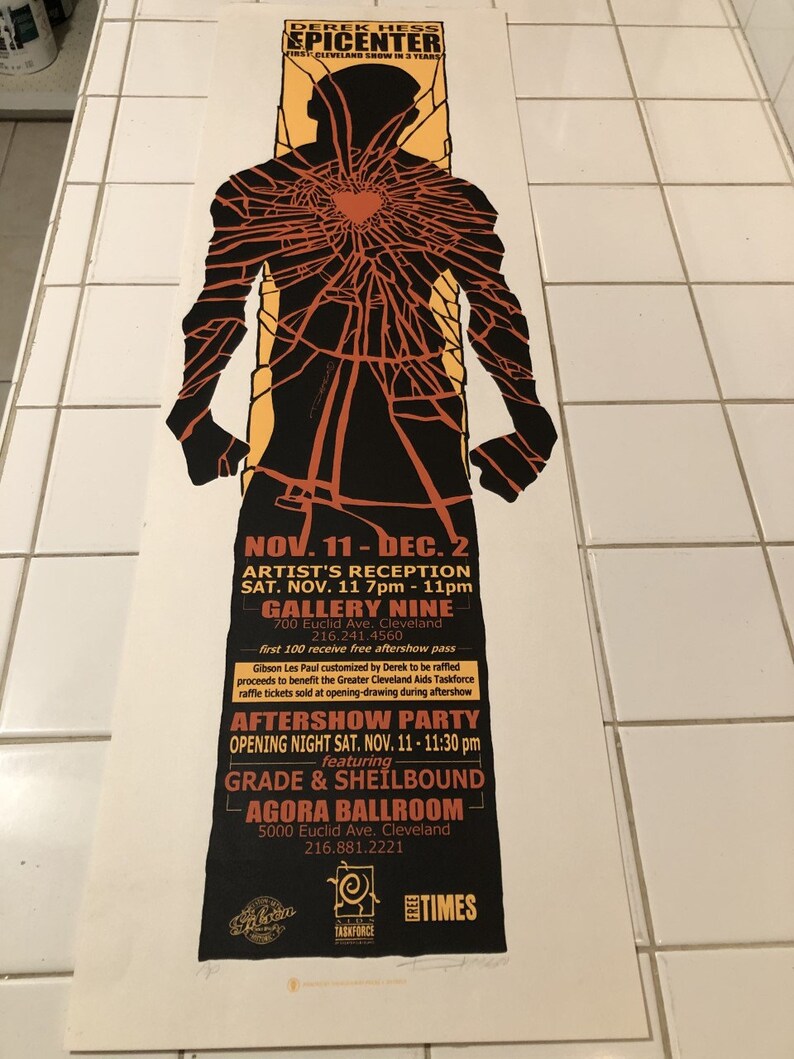 DEREK HESS
EPICENTER
FIRST CLEVELAND SHOW IN 3 YEARS
NOV. 11 - DEC. 2
ARTIST'S RECEPTION
SAT. NOV. 11 7pm - 11pm
GALLERY NINE
700 Euclid Ave. Cleveland
216.241.4560
first 100 receive free aftershow pass
Gibson Les Paul customized by Derek to be raffled
proceeds to benefit the Greater Cleveland Aids Taskforce
raffle tickets sold at opening-drawing during aftershow
AFTERSHOW PARTY
OPENING NIGHT SAT. NOV. 11 - 11:30 pm
featuring
GRADE & SHEILBOUND
AGORA BALLROOM
5000 Euclid Ave. Cleveland
216.881.2221
Gibson
AIDS
TASKFORCE
FREE TIMES